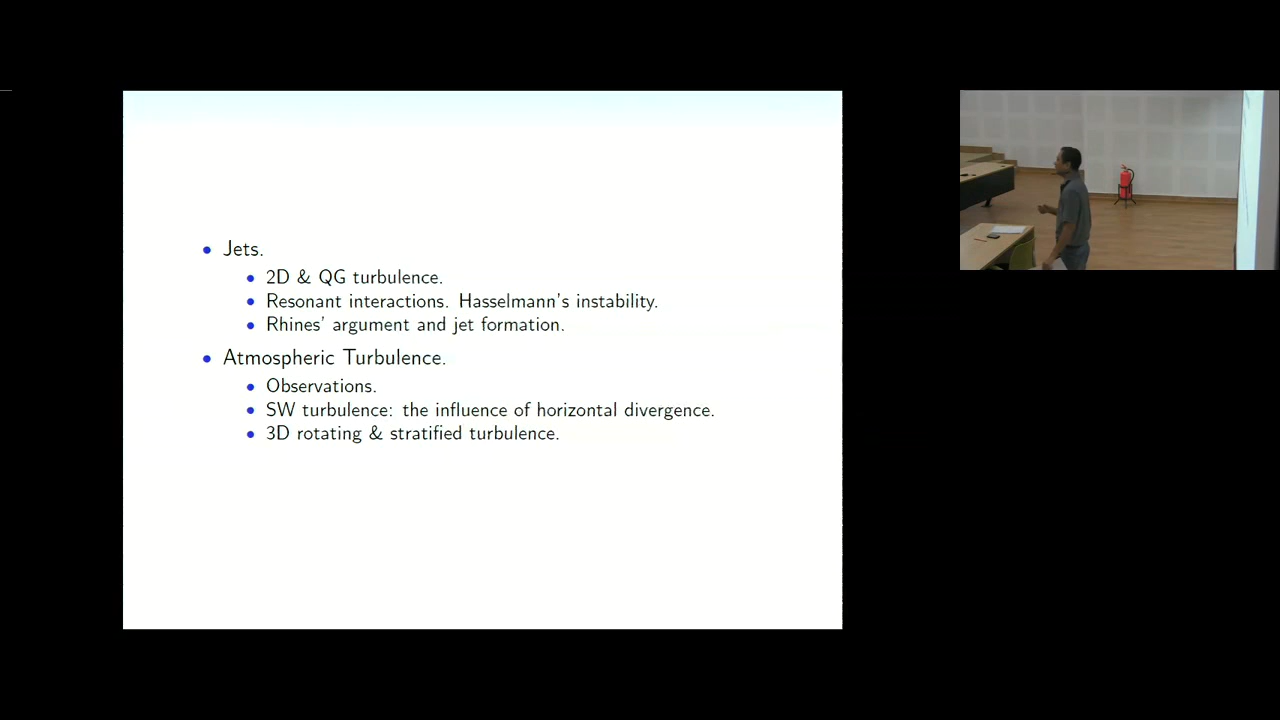 Jets.
2D & QG turbulence.
Resonant interactions. Hasselmann's instability.
Rhines' argument and jet formation.
Atmospheric Turbulence.
Observations.
SW turbulence: the influence of horizontal divergence.
3D rotating & stratified turbulence.